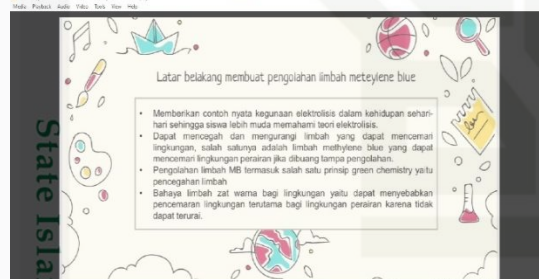 Media Playback Audio Video Tools View Help
Latar belakang membuat pengolahan limbah meteylene blue
• Memberikan contoh nyata kegunaan elektrolisis dalam kehidupan sehari-
hari sehingga siswa lebih muda memahami teori elektrolisis.
• Dapat mencegah dan mengurangi limbah yang dapat mencemari
lingkungan, salah satunya adalah limbah methylene blue yang dapat
mencemari lingkungan perairan jika dibuang tampa pengolahan.
• Pengolahan limbah MB termasuk salah satu prinsip green chemistry yaitu
pencegahan limbah
• Bahaya limbah zat warna bagi lingkungan yaitu dapat menyebabkan
pencemaran lingkungan terutama bagi lingkungan perairan karena tidak
dapat terurai.
State Isla